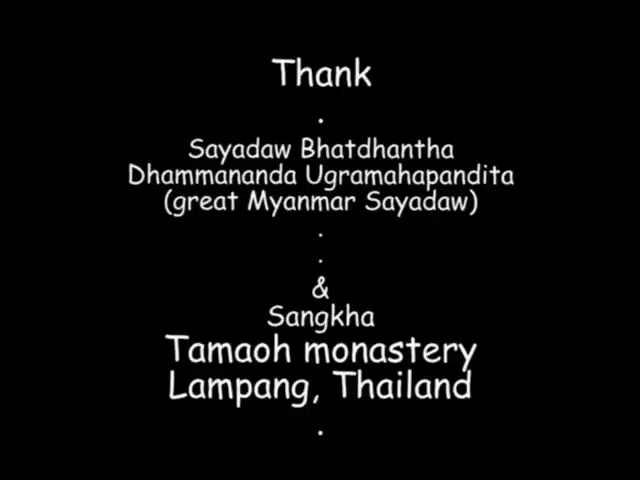 Thank
.
Sayadaw Bhatdhantha
Dhammananda Ugramahapandita
(great Myanmar Sayadaw)
.
.
&
Sangkha
Tamaoh monastery
Lampang, Thailand
.